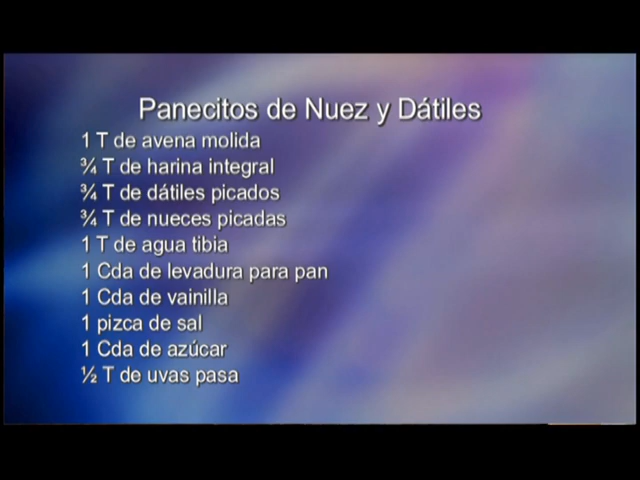 Panecitos de Nuez y Dátiles
1 T de avena molida
¾ T de harina integral
¾ T de dátiles picados
¾ T de nueces picadas
1 T de agua tibia
1 Cda de levadura para pan
1 Cda de vainilla
1 pizca de sal
1 Cda de azúcar
½ T de uvas pasa